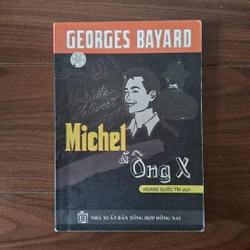 GEORGES BAYARD
Michel
& Ông X
HOÀNG QUỐC TÍN dịch
NHÀ XUẤT BẢN TỔNG HỢP ĐỒNG NAI